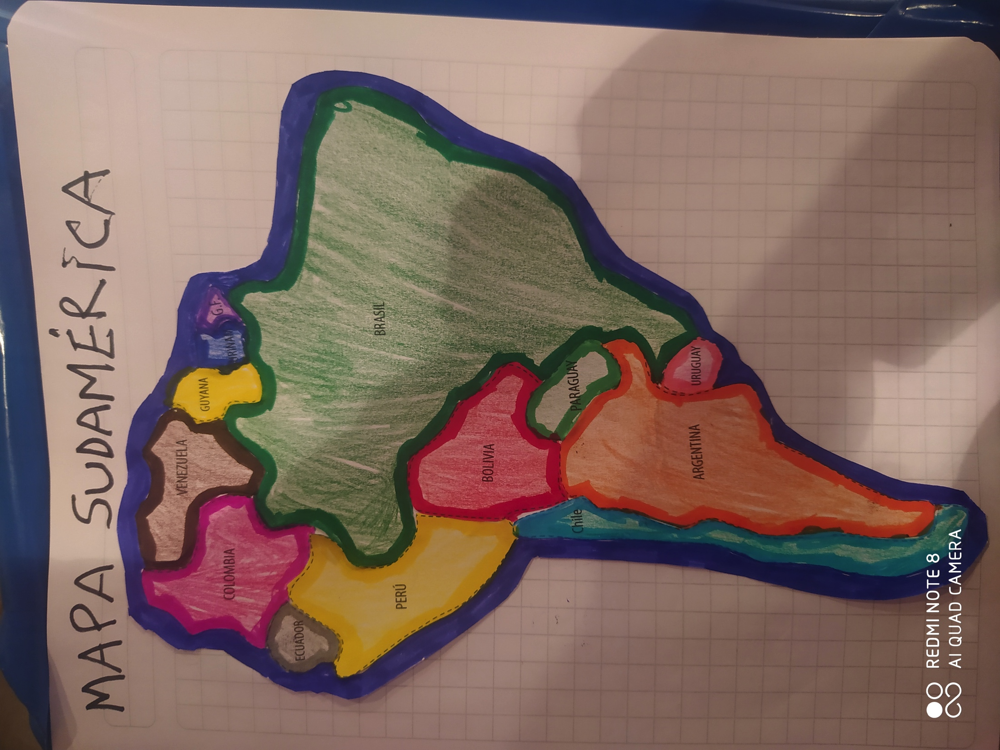 MAPA SUDAMÉRICA
VENEZUELA
GUYANA
SURINAM
G.F.
COLOMBIA
ECUADOR
BRASIL
PERÚ
BOLIVIA
PARAGUAY
Chile
ARGENTINA
URUGUAY
REDMI NOTE 8
AI QUAD CAMERA